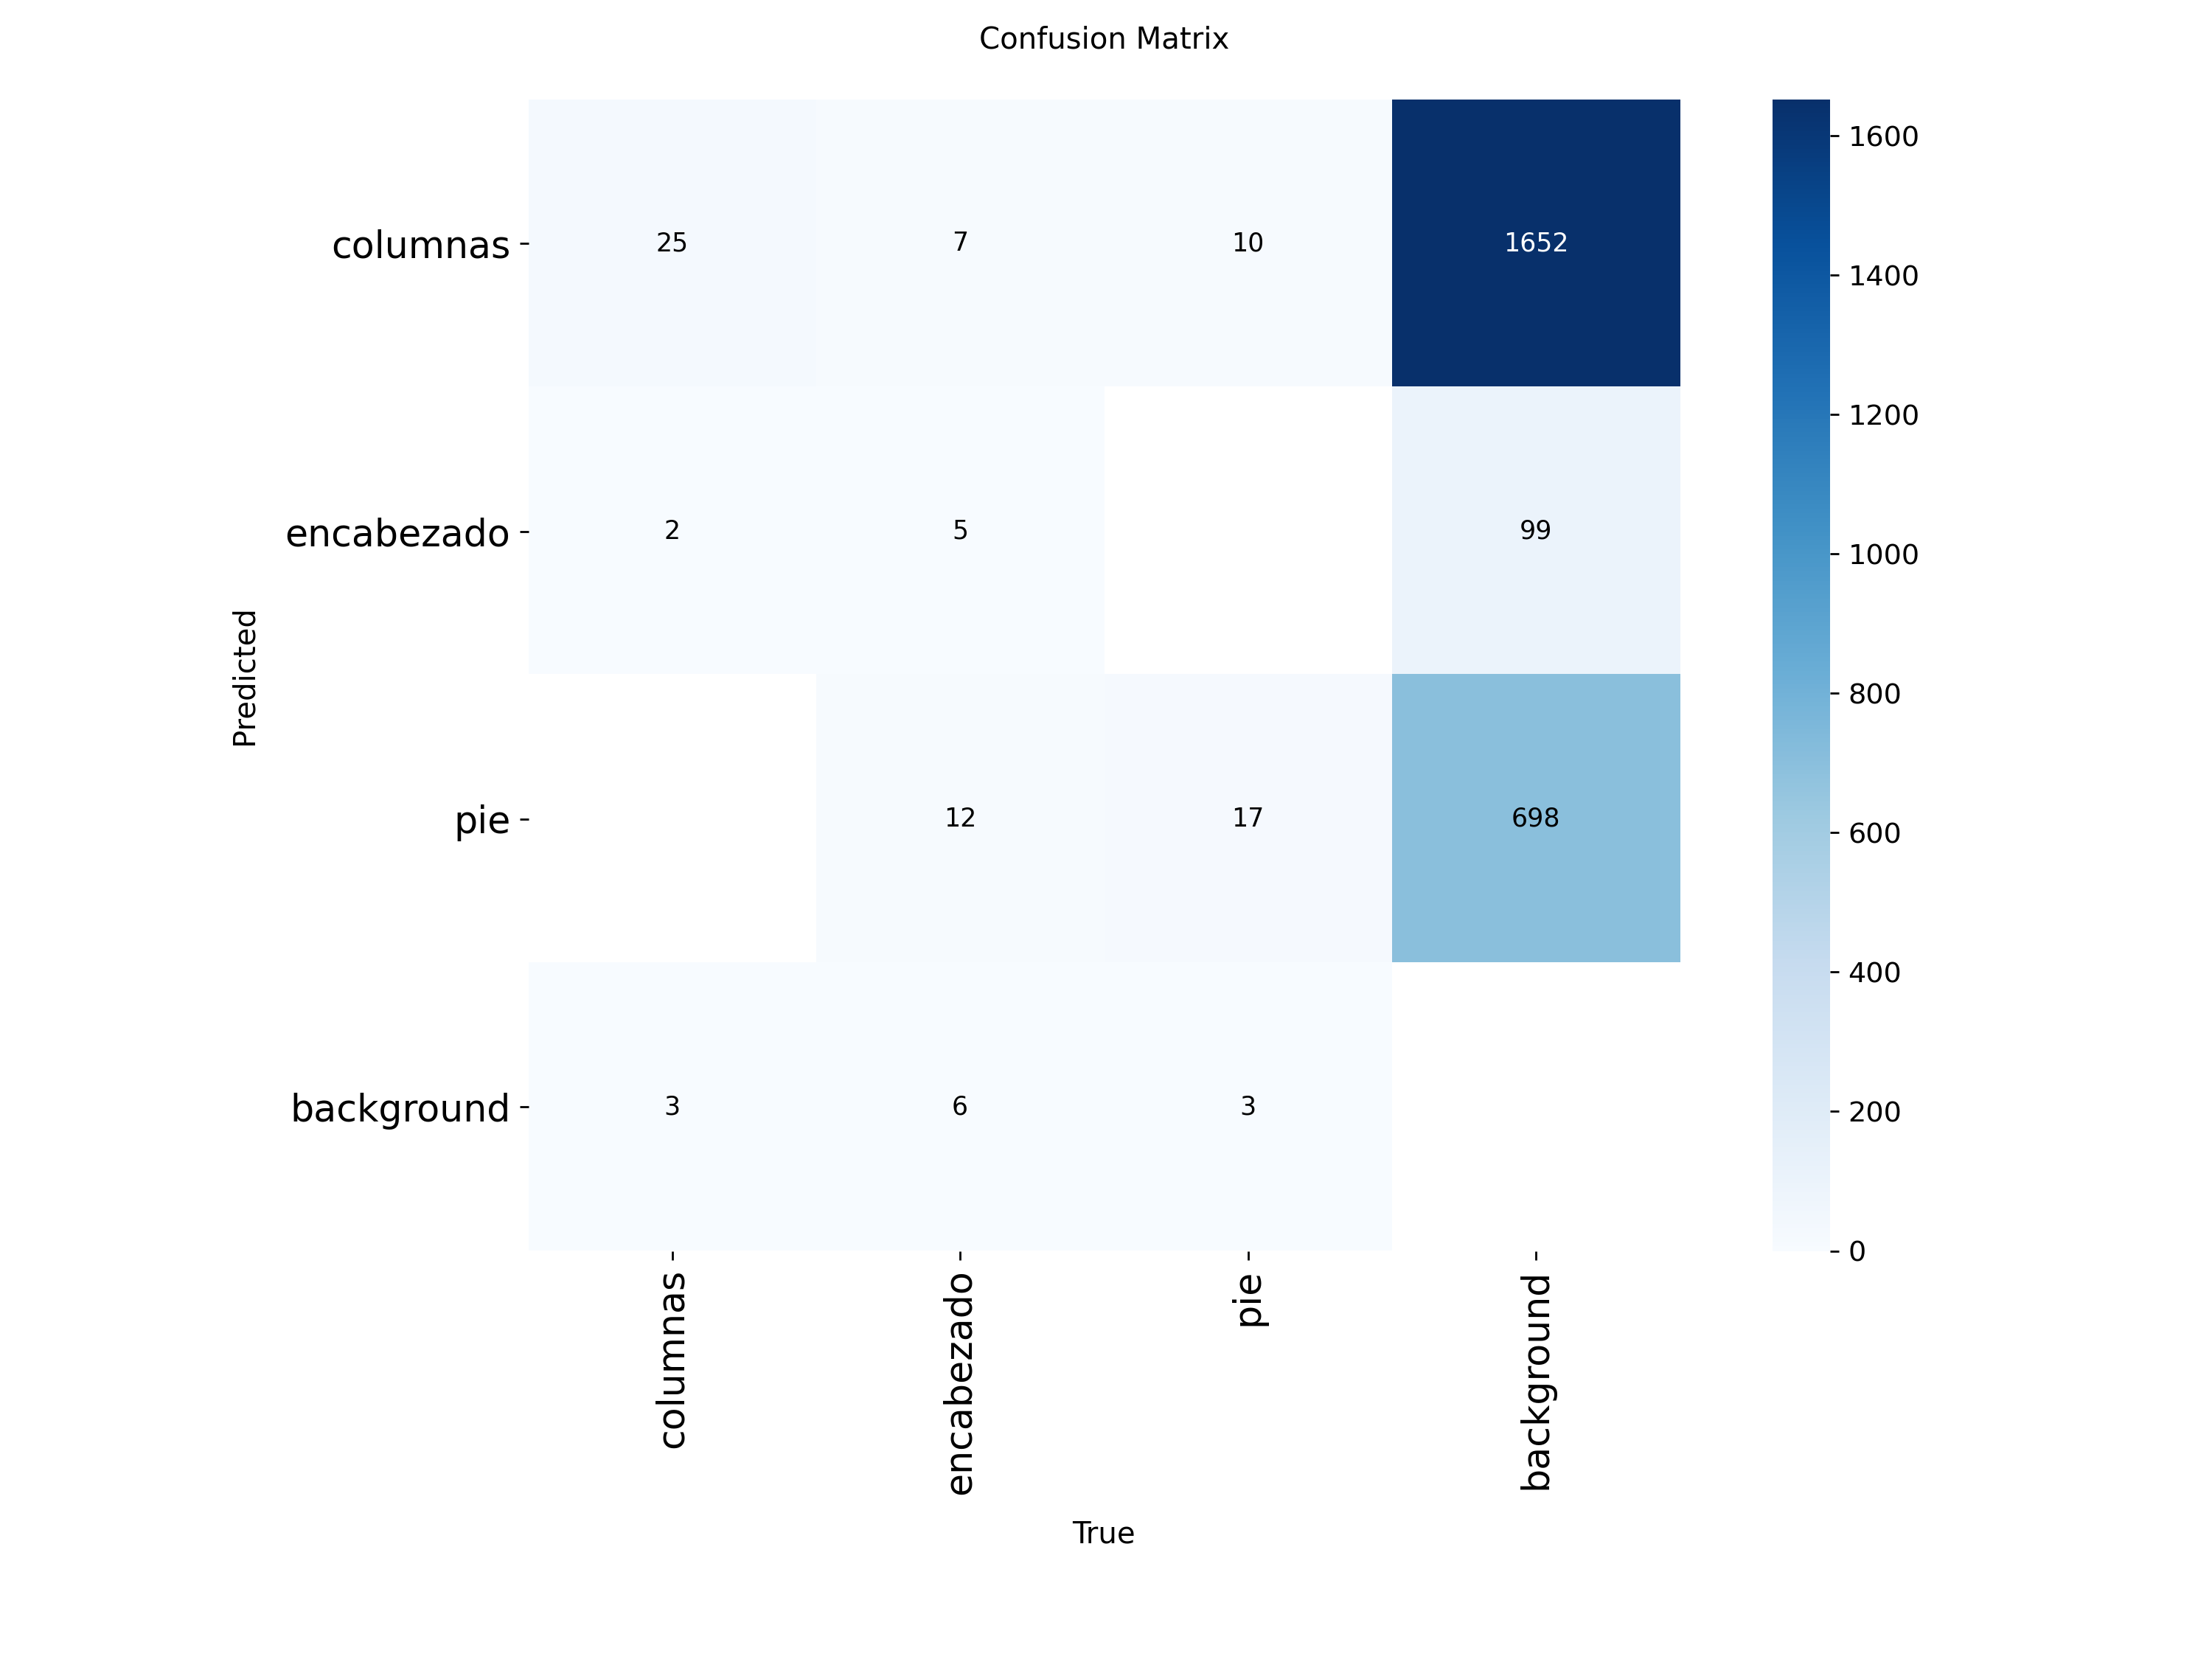 Confusion Matrix
columnas 25 7 10 1652
encabezado 2 5 99
pie 12 17 698
background 3 6 3
columnas encabezado pie background
Predicted
True
1600
1400
1200
1000
800
600
400
200
0